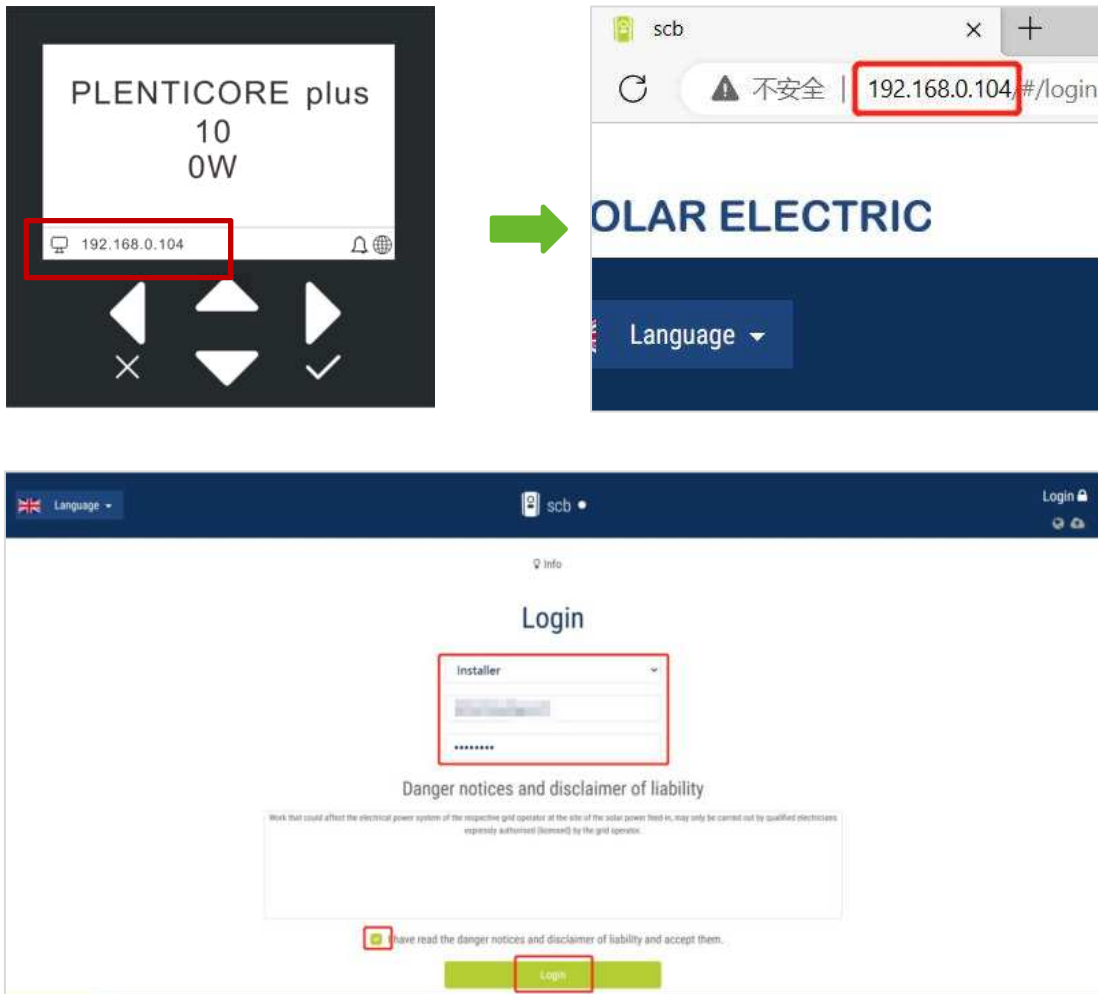 PLENTICORE plus
10
0W
192.168.0.104
scb
不安全 | 192.168.0.104/#/login
OLAR ELECTRIC
Language
Language
scb
Login
Info
Login
Installer
••••••••
Danger notices and disclaimer of liability
Work that could affect the electrical power system of the respective grid operator at the site of the solar power feed-in, may only be carried out by qualified electricians
expressly authorised (licensed) by the grid operator.
I have read the danger notices and disclaimer of liability and accept them.
Login